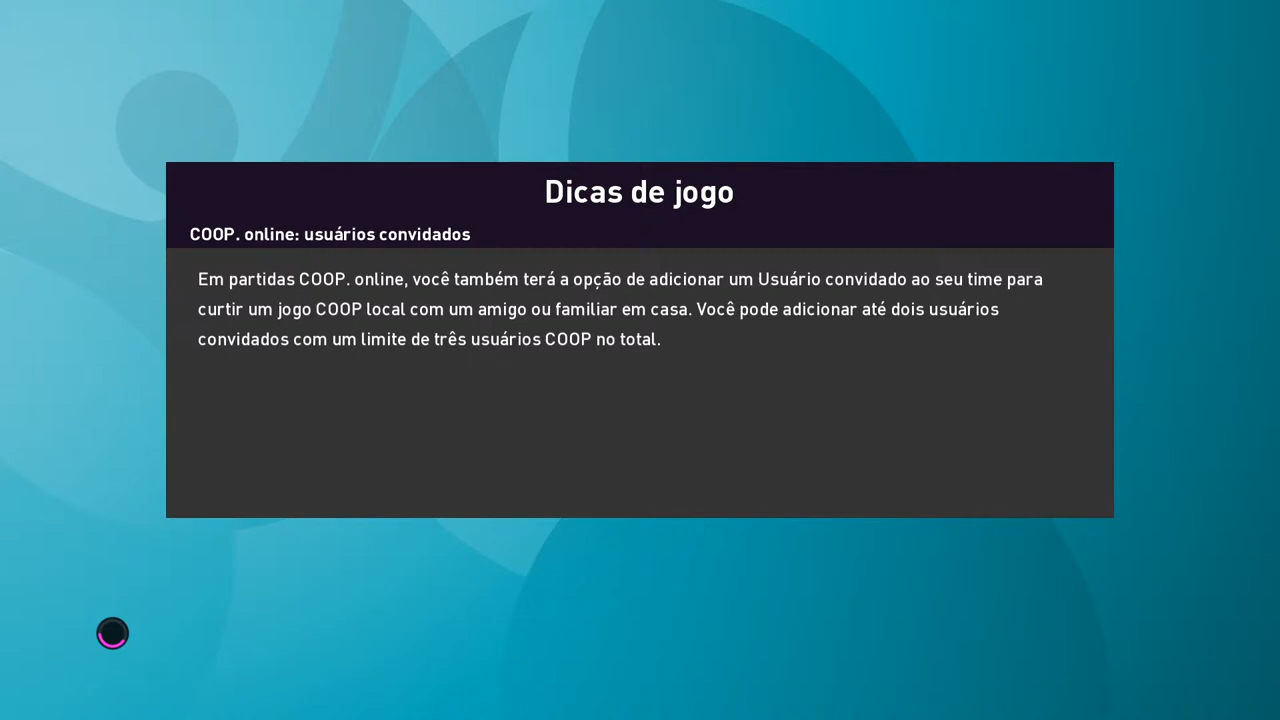 Dicas de jogo
COOP. online: usuários convidados
Em partidas COOP. online, você também terá a opção de adicionar um Usuário convidado ao seu time para
curtir um jogo COOP local com um amigo ou familiar em casa. Você pode adicionar até dois usuários
convidados com um limite de três usuários COOP no total.